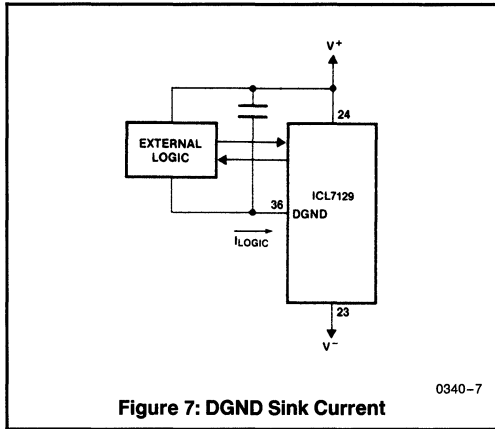 V+
24
EXTERNAL
LOGIC
ICL7129
36
DGND
ILOGIC
23
V−
0340-7
Figure 7: DGND Sink Current